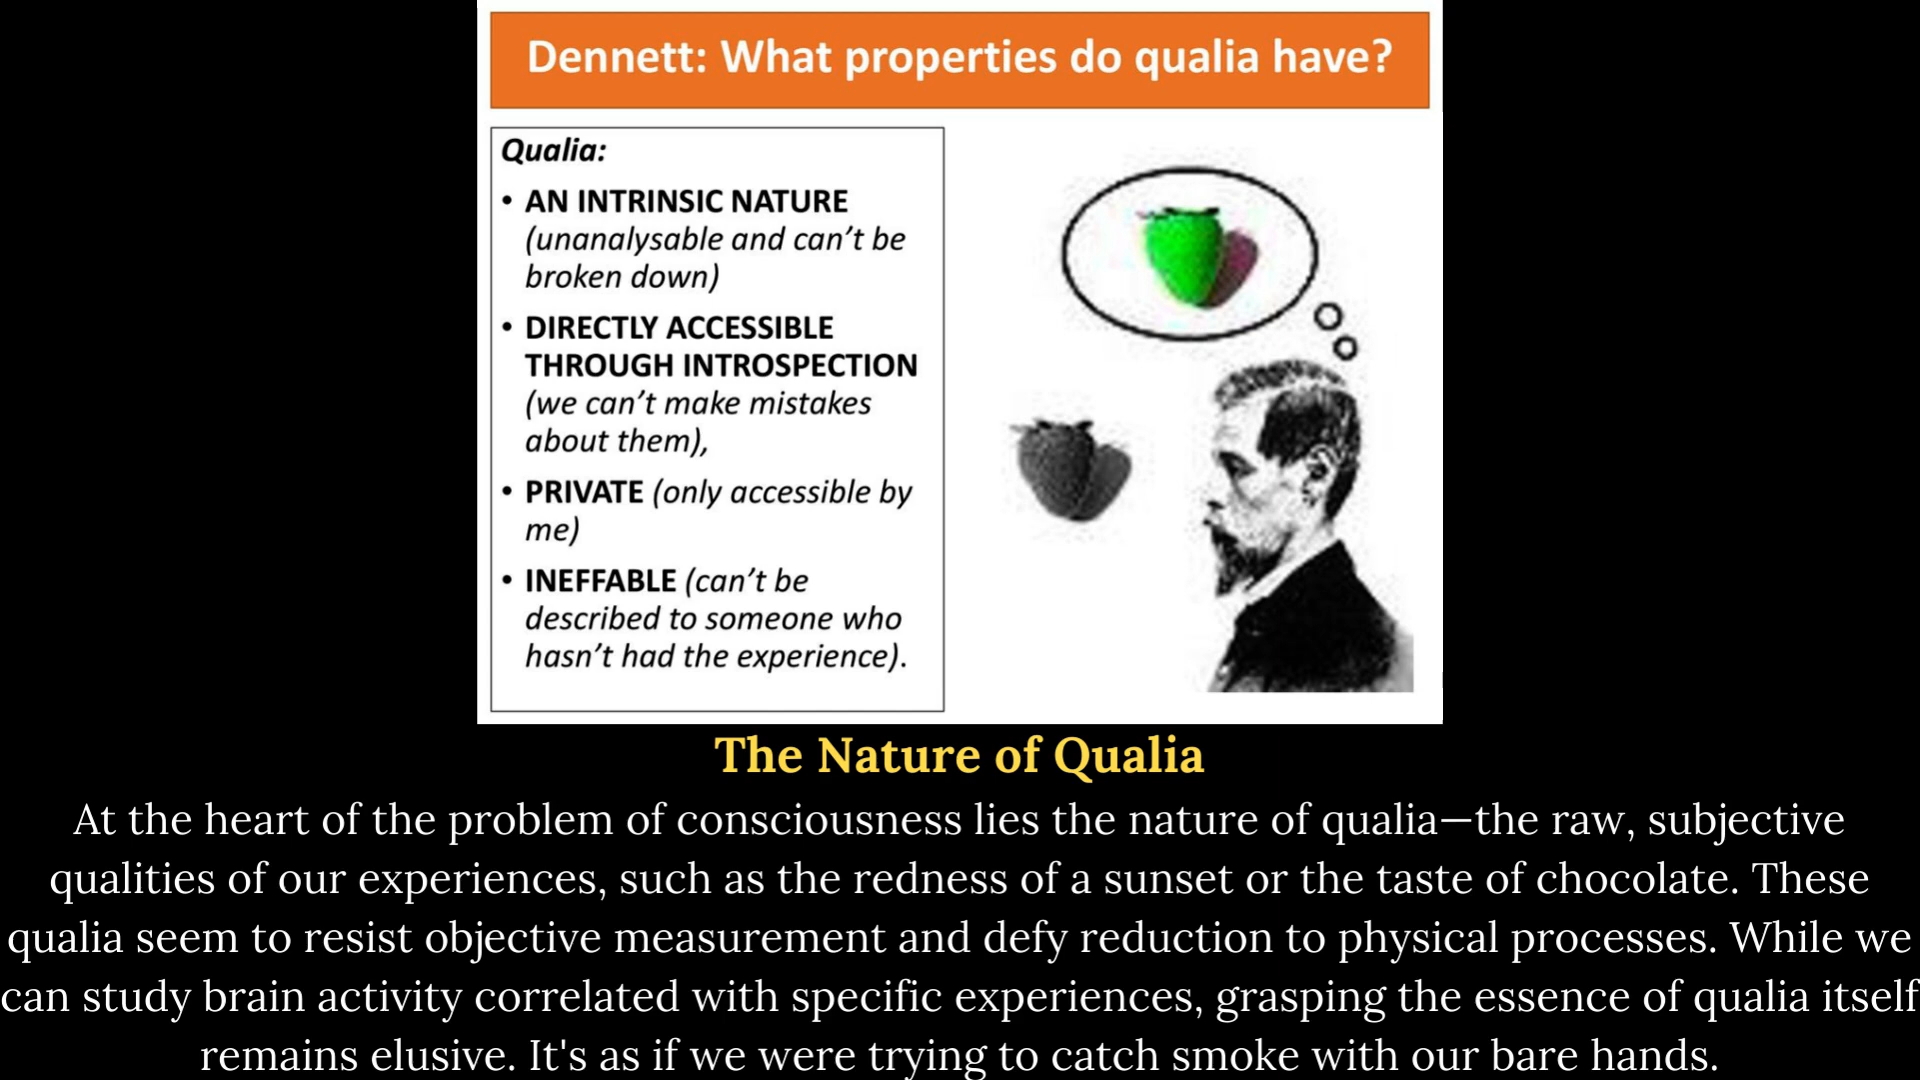 Dennett: What properties do qualia have?
Qualia:
• AN INTRINSIC NATURE
(unanalysable and can't be
broken down)
• DIRECTLY ACCESSIBLE
THROUGH INTROSPECTION
(we can't make mistakes
about them),
• PRIVATE (only accessible by
me)
• INEFFABLE (can't be
described to someone who
hasn't had the experience).
The Nature of Qualia
At the heart of the problem of consciousness lies the nature of qualia—the raw, subjective
qualities of our experiences, such as the redness of a sunset or the taste of chocolate. These
qualia seem to resist objective measurement and defy reduction to physical processes. While we
can study brain activity correlated with specific experiences, grasping the essence of qualia itself
remains elusive. It's as if we were trying to catch smoke with our bare hands.